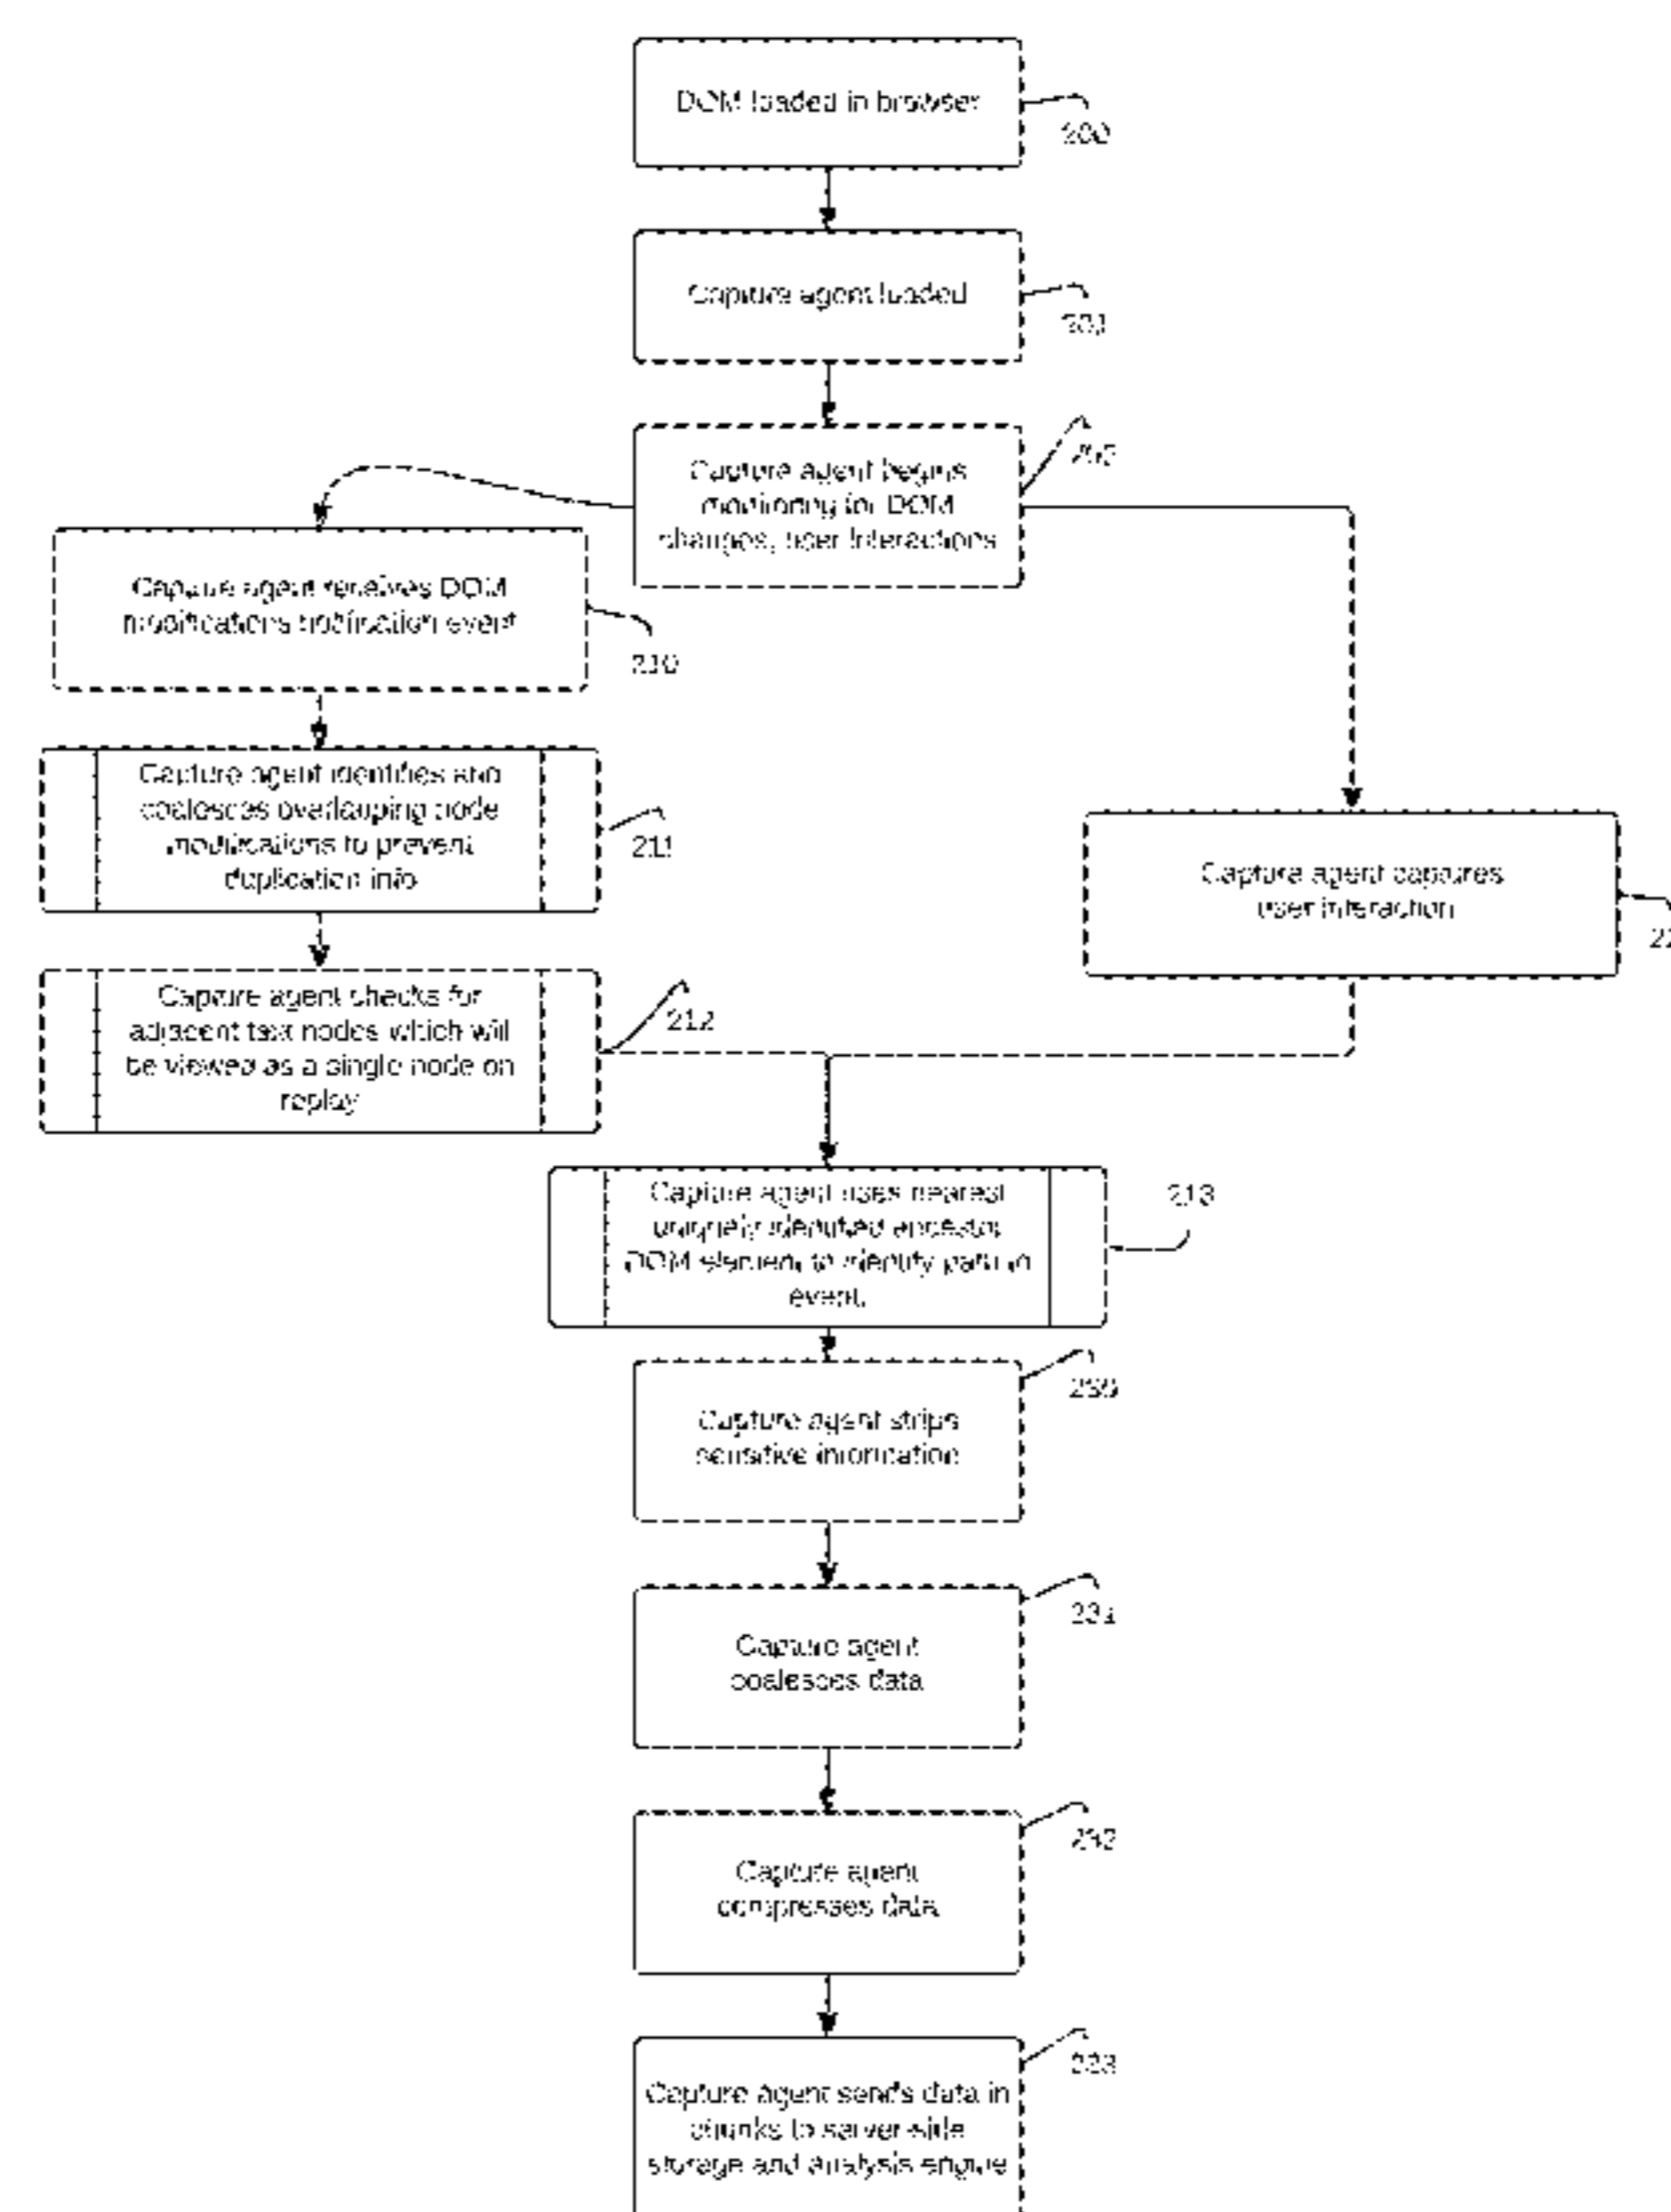 DOM loaded in browser
200
Capture agent loaded
201
Capture agent begins
monitoring for DOM
changes, user interactions
202
Capture agent receives DOM
modifications notification event
210
Capture agent identifies and
coalesces overlapping node
modifications to prevent
duplication info
211
Capture agent captures
user interaction
Capture agent checks for
adjacent text nodes which will
be viewed as a single node on
replay
212
Capture agent uses nearest
uniquely identified ancestor
DOM element to identify path in
event.
213
Capture agent strips
sensitive information
Capture agent
coalesces data
231
Capture agent
compresses data
232
Capture agent sends data in
chunks to server-side
storage and analysis engine